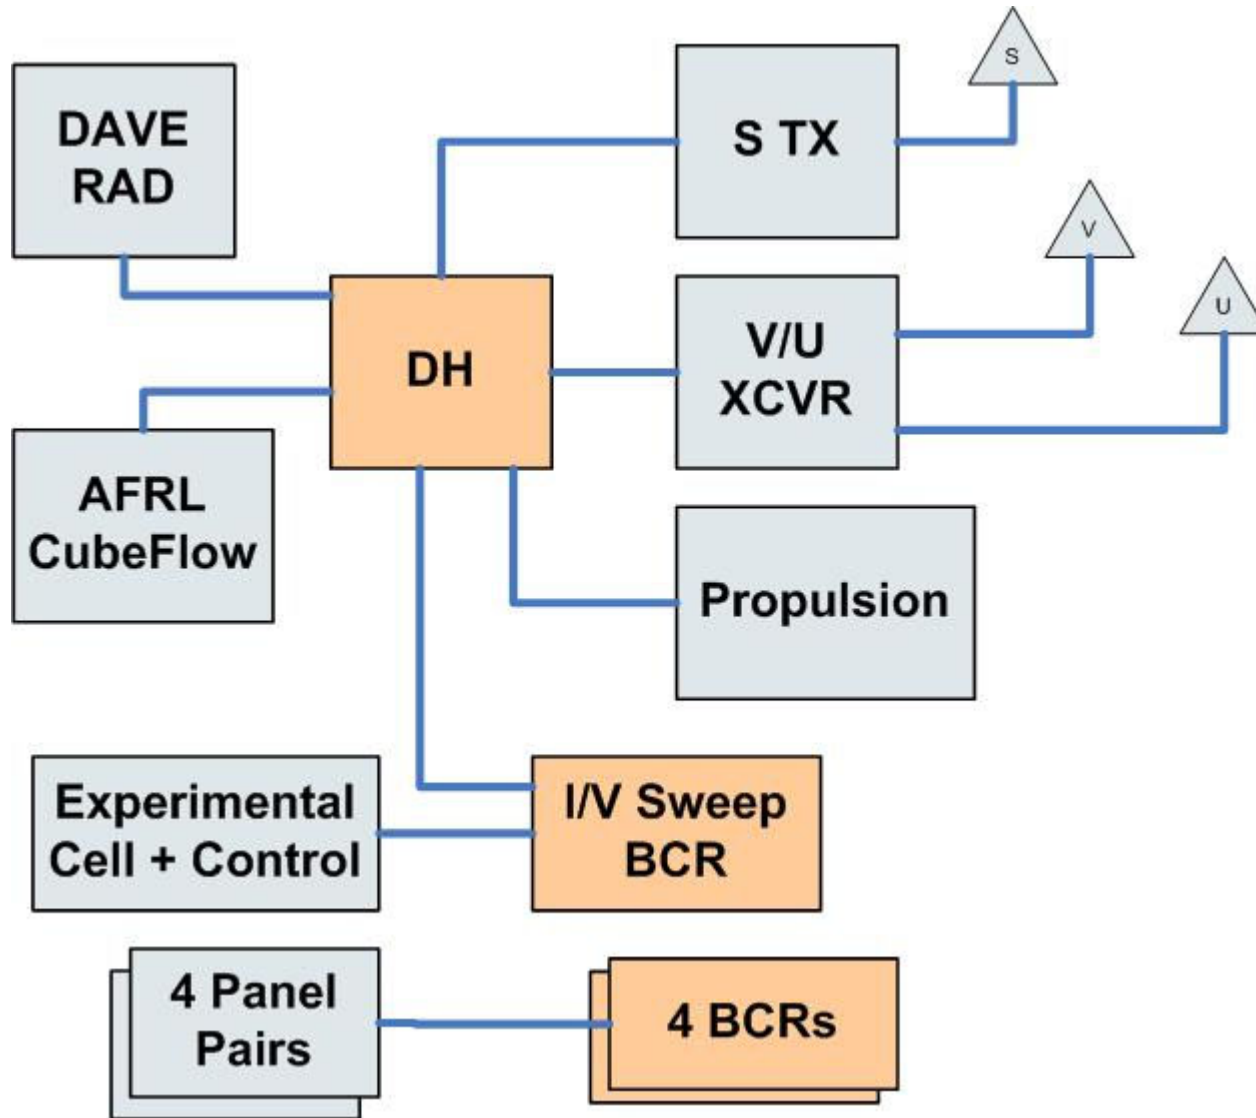 S
DAVE
RAD
S TX
V
U
DH
V/U
XCVR
AFRL
CubeFlow
Propulsion
Experimental
Cell + Control
I/V Sweep
BCR
4 Panel
Pairs
4 BCRs